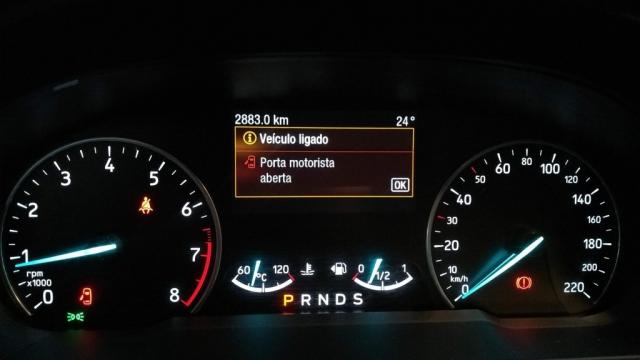 2883.0 km 24°
Veículo ligado
Porta motorista
aberta
OK
0 1 2 3 4 5 6 7 8
rpm
x1000
60 °C 120
0 1/2 1
P R N D S
0 10 20 30 40 50 60 80 100 120 140 160 180 200 220
km/h